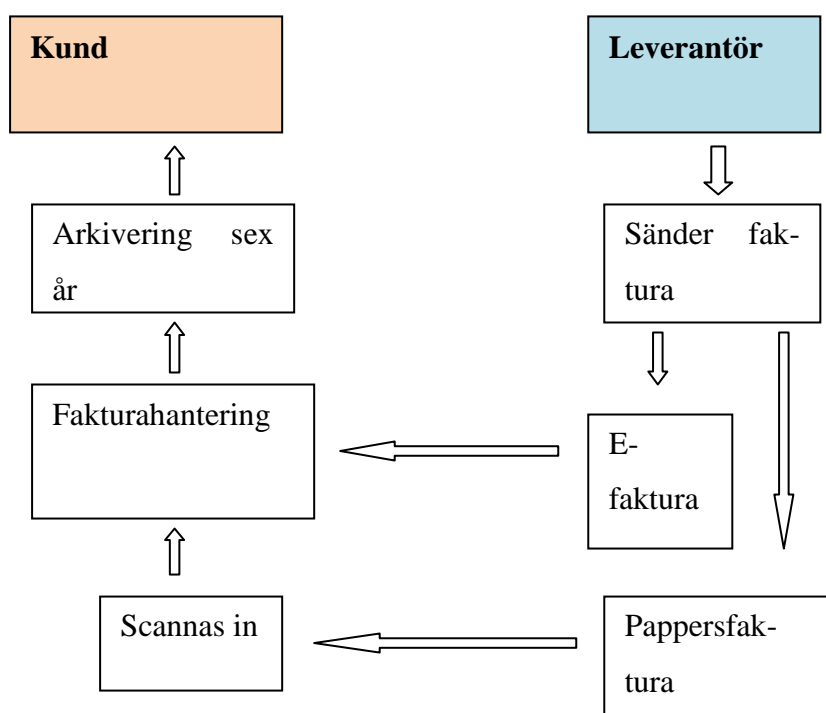 Kund
Leverantör
Arkivering sex
år
Sänder fak-
tura
Fakturahantering
E-
faktura
Scannas in
Pappersfak-
tura